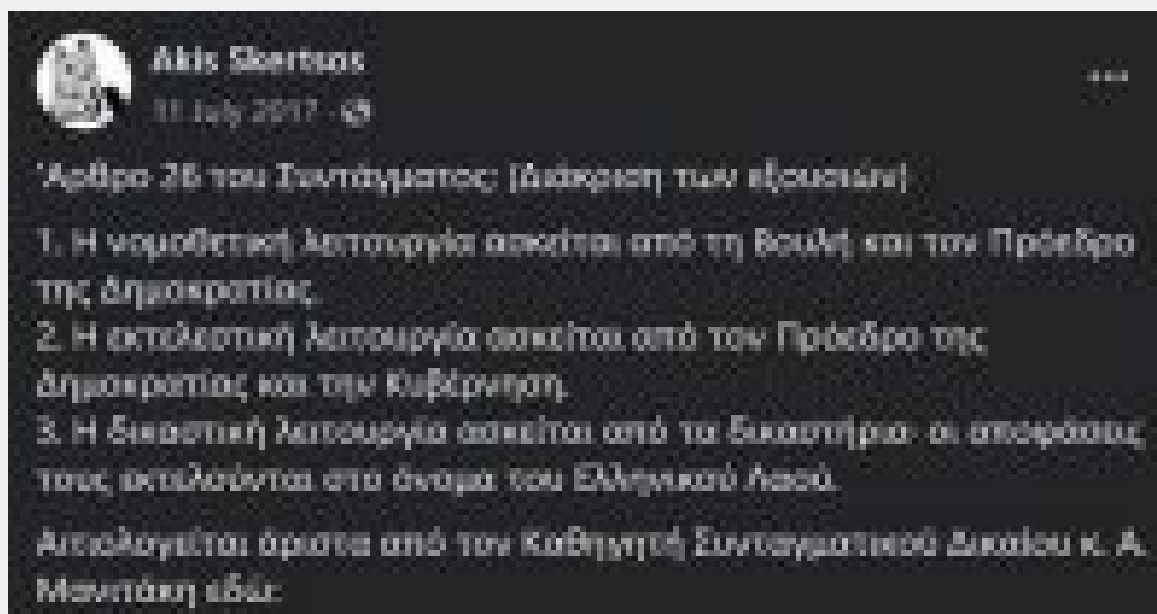 Akis Skertsos
11 July 2017
Άρθρο 26 του Συντάγματος: (Διάκριση των εξουσιών)
1. Η νομοθετική λειτουργία ασκείται από τη Βουλή και τον Πρόεδρο
της Δημοκρατίας.
2. Η εκτελεστική λειτουργία ασκείται από τον Πρόεδρο της
Δημοκρατίας και την Κυβέρνηση.
3. Η δικαστική λειτουργία ασκείται από τα δικαστήρια· οι αποφάσεις
τους εκτελούνται στο όνομα του Ελληνικού Λαού.
Αιτιολογείται άριστα από τον Καθηγητή Συνταγματικού Δικαίου κ. Α.
Μανιτάκη εδώ: